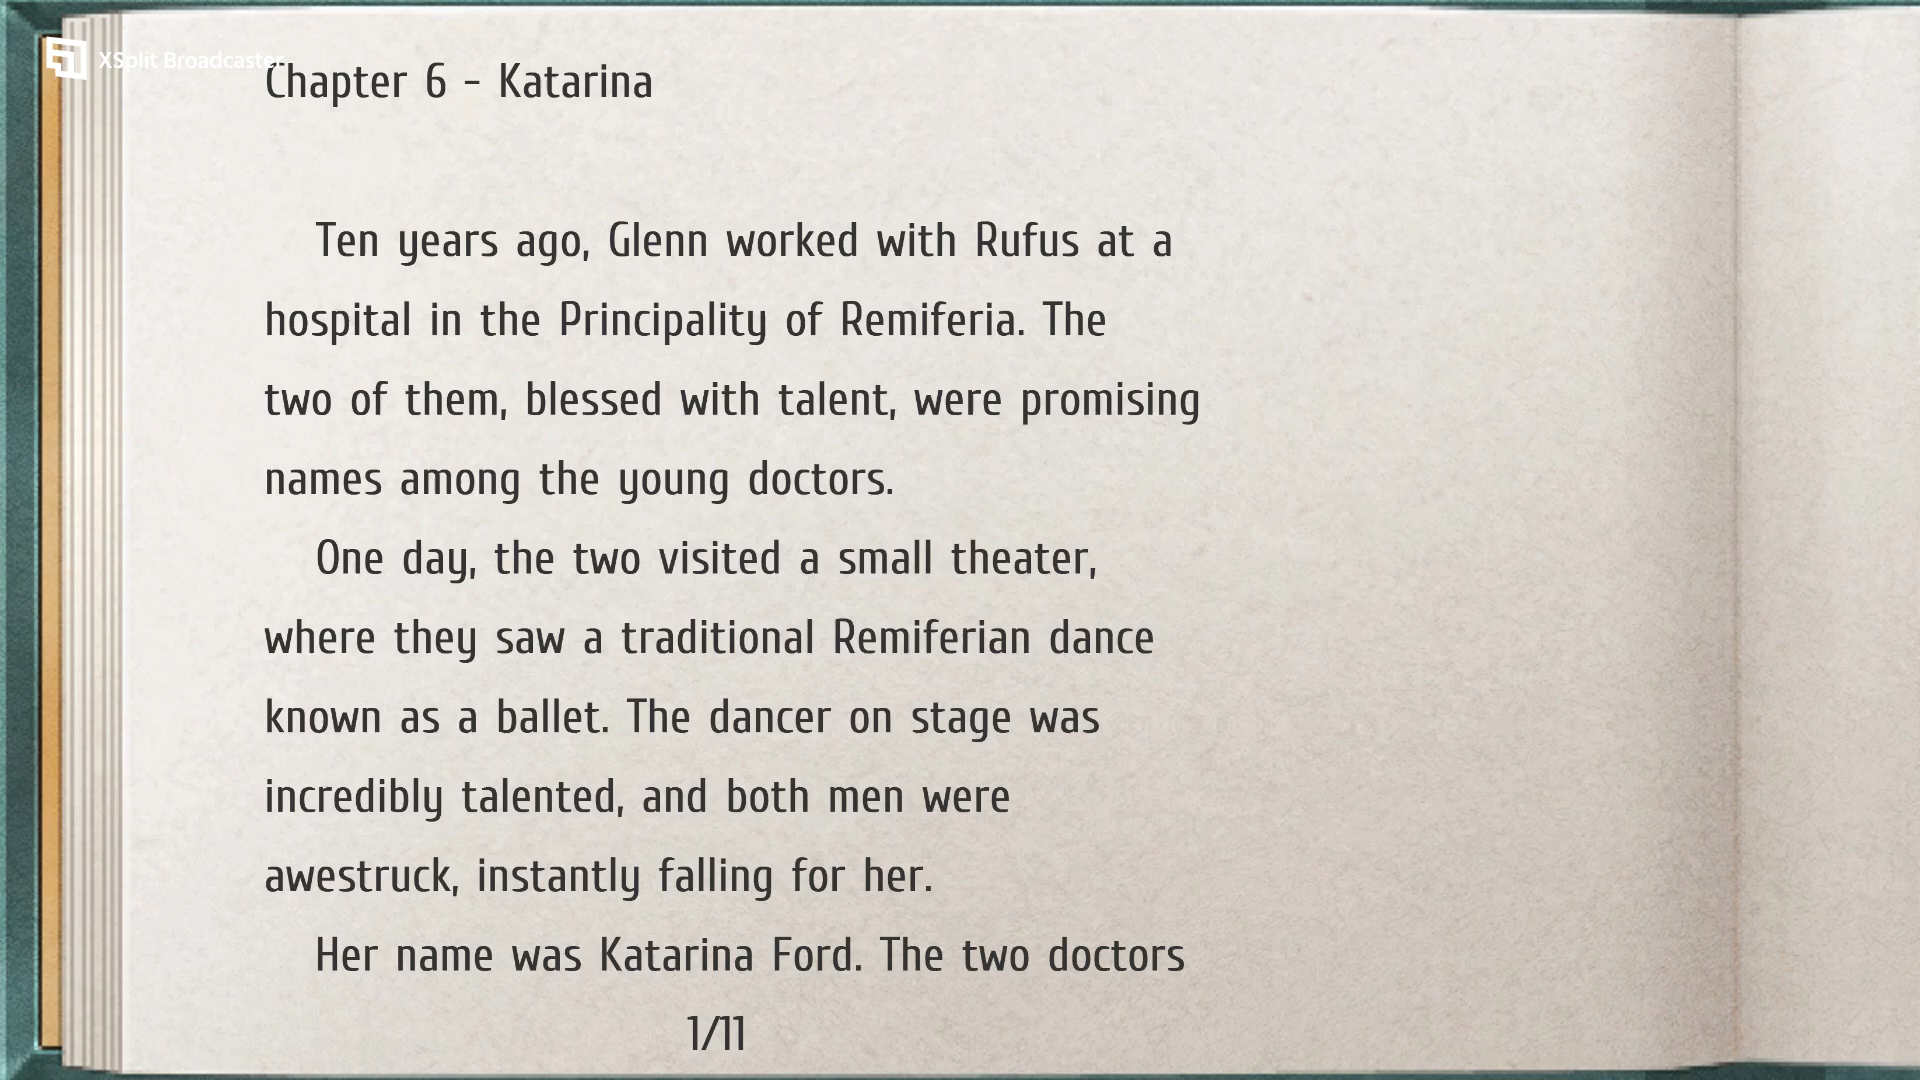 XSplit Broadcaster
Chapter 6 - Katarina
Ten years ago, Glenn worked with Rufus at a
hospital in the Principality of Remiferia. The
two of them, blessed with talent, were promising
names among the young doctors.
One day, the two visited a small theater,
where they saw a traditional Remiferian dance
known as a ballet. The dancer on stage was
incredibly talented, and both men were
awestruck, instantly falling for her.
Her name was Katarina Ford. The two doctors
1/11